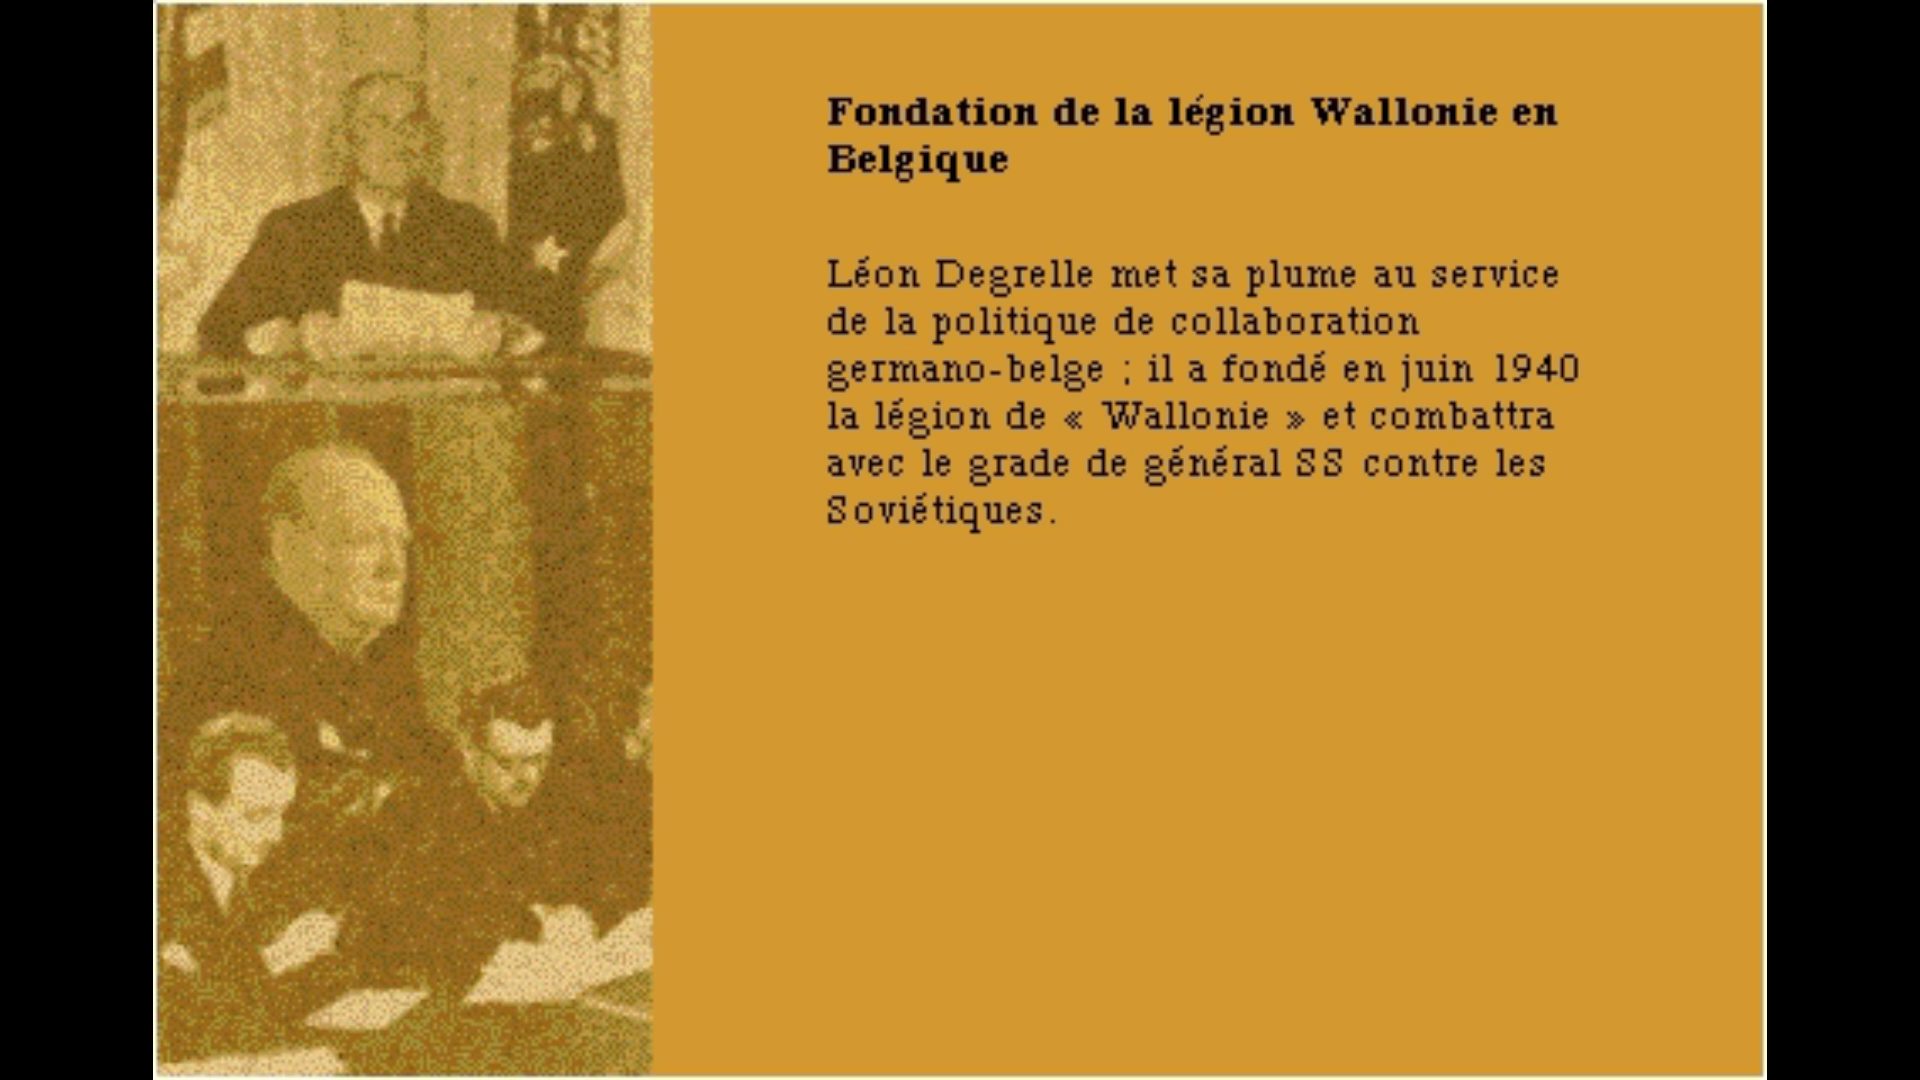 Fondation de la légion Wallonie en
Belgique
Léon Degrelle met sa plume au service
de la politique de collaboration
germano-belge ; il a fondé en juin 1940
la légion de « Wallonie » et combattra
avec le grade de général SS contre les
Soviétiques.